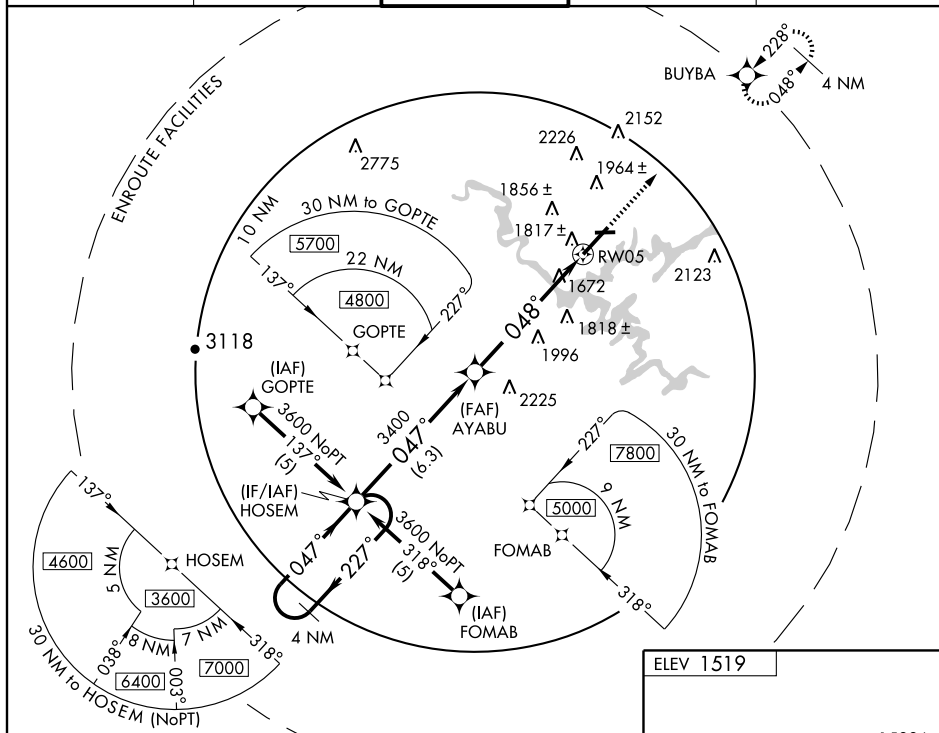 BUYBA
228°
048°
4 NM
ENROUTE FACILITIES
2152
2226
2775
1964 ±
1856 ±
10 NM
30 NM to GOPTE
5700
1817 ±
RW05
2123
22 NM
137°
4800
227°
1672
GOPTE
048°
1818 ±
3118
1996
(IAF)
GOPTE
(FAF)
AYABU
2225
3600 NoPT
137°
(5)
3400
047°
(6.3)
227°
7800
30 NM to FOMAB
5000
9 NM
FOMAB
318°
(IF/IAF)
HOSEM
3600 NoPT
318°
(5)
047°
227°
4 NM
(IAF)
FOMAB
137°
HOSEM
4600
5 NM
3600
7 NM
8 NM
318°
038°
003°
7000
6400
30 NM to HOSEM (NoPT)
ELEV 1519